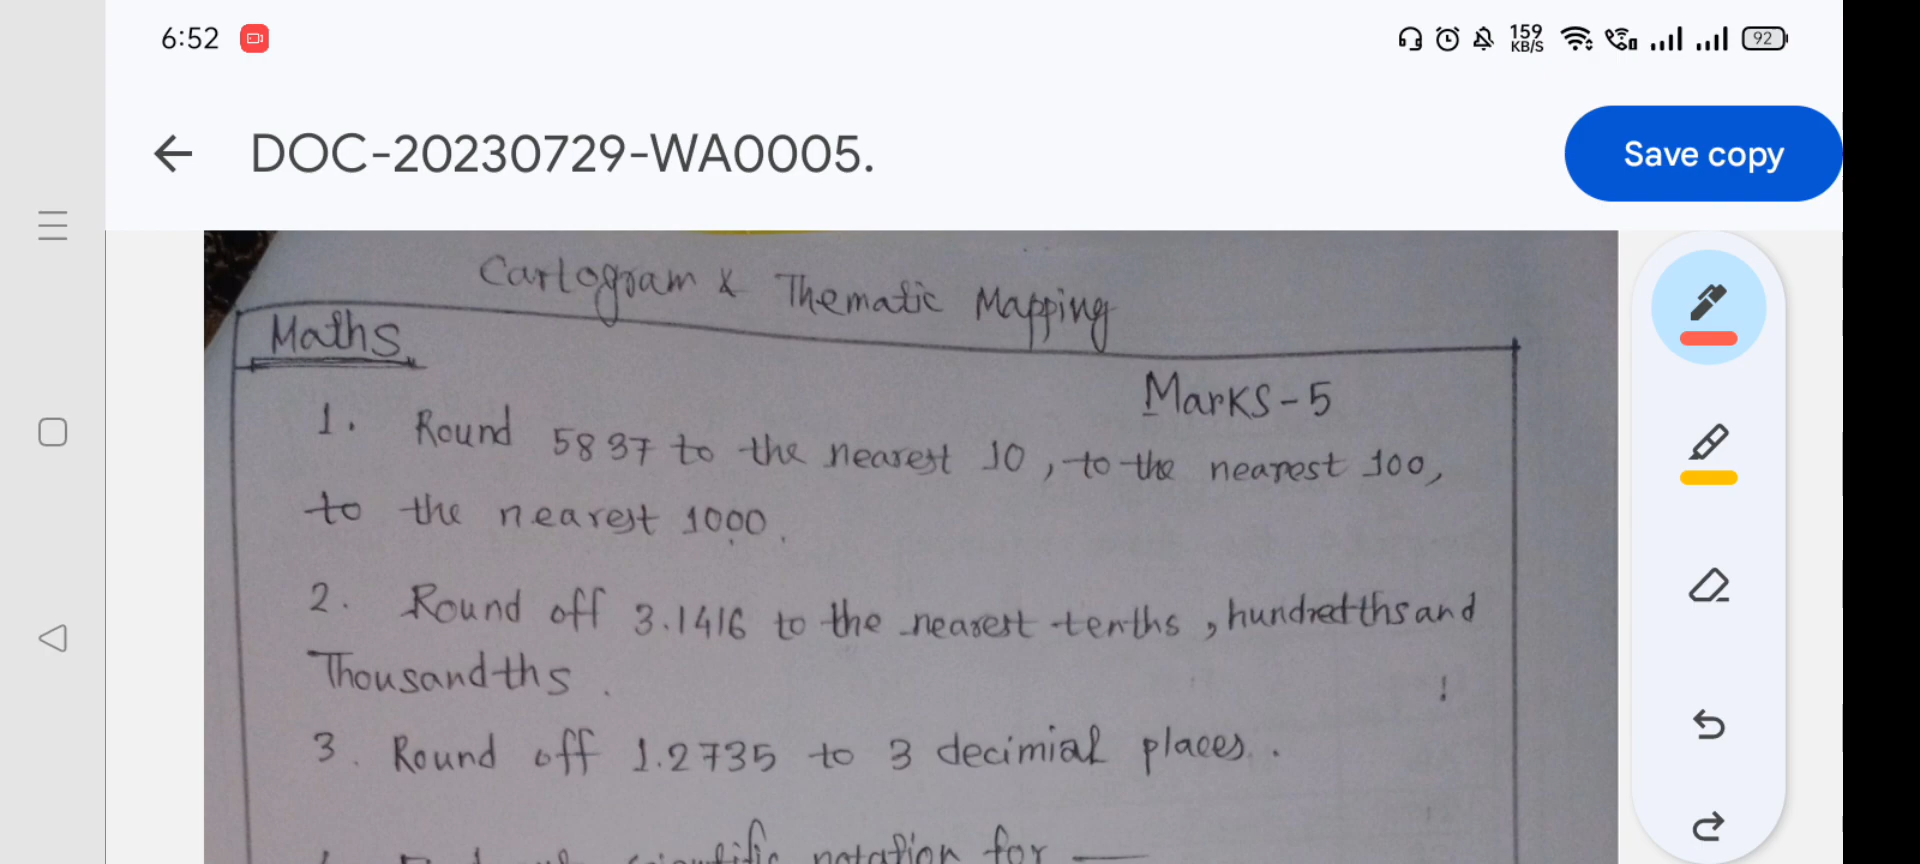 6:52
159 KB/S
92
DOC-20230729-WA0005.
Save copy
Cartogram & Thematic Mapping
Maths
Marks-5
1. Round 5837 to the nearest 10, to the nearest 100,
to the nearest 1000.
2. Round off 3.1416 to the nearest tenths, hundredths and
Thousandths.
3. Round off 1.2735 to 3 decimial places.
notation for